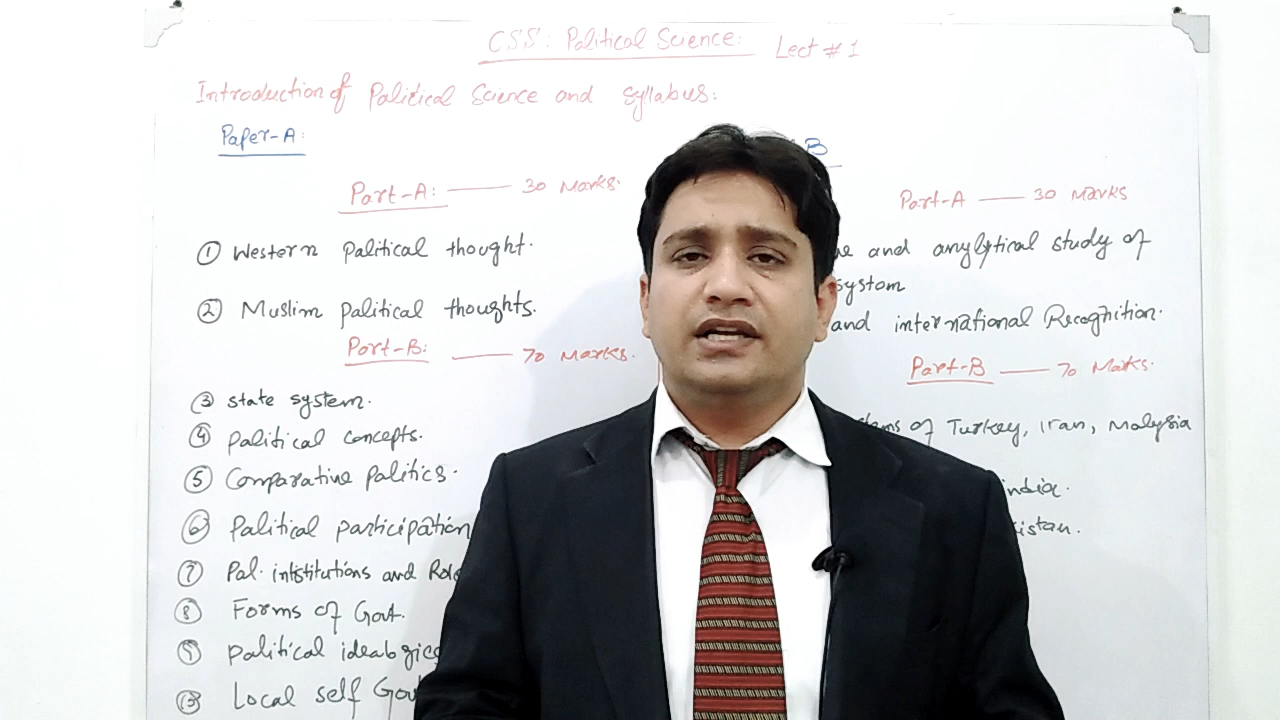 CSS: Political Science: Lect # 1
Introduction of Political Science and Syllabus:
Paper-A:
B
Part-A: — 30 Marks.
① Western Political thought.
② Muslim Political thoughts.
Part-B: — 70 Marks.
③ State system.
④ Political concepts.
⑤ Comparative Politics.
⑥ Political participation
⑦ Pol. intstitutions and Role
⑧ Forms of Govt.
⑨ Political ideologies
⑩ Local self Gov
Part-A — 30 Marks
and anylytical study of
system
and international Recognition.
Part-B — 70 Marks.
of Turkey, iran, Malysia
india.